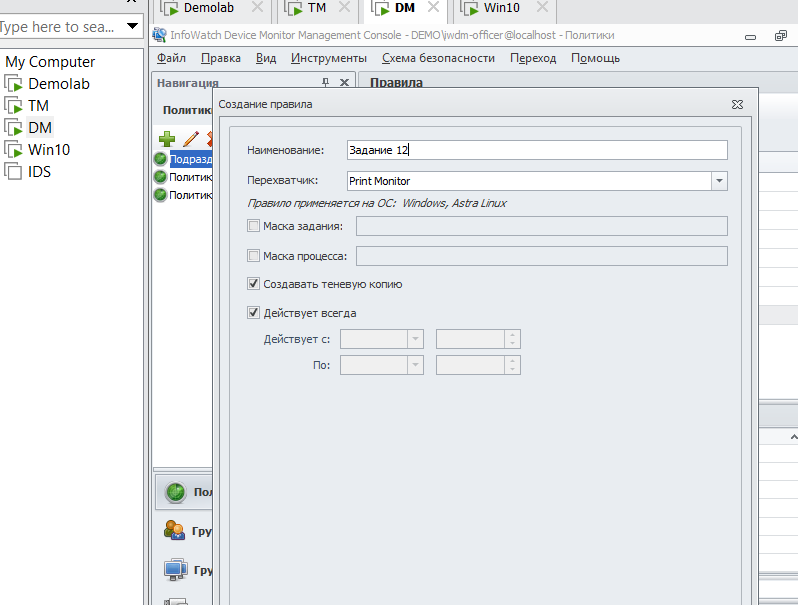 Demolab TM DM Win10
Type here to sea...
InfoWatch Device Monitor Management Console - DEMO\iwdm-officer@localhost - Политики
My Computer
Demolab
TM
DM
Win10
IDS
Файл Правка Вид Инструменты Схема безопасности Переход Помощь
Навигация
Правила
Политик
Подразд
Политик
Политик
Пол
Гру
Гру
Создание правила
Наименование: Задание 12
Перехватчик: Print Monitor
Правило применяется на ОС: Windows, Astra Linux
Маска задания:
Маска процесса:
Создавать теневую копию
Действует всегда
Действует с:
По: